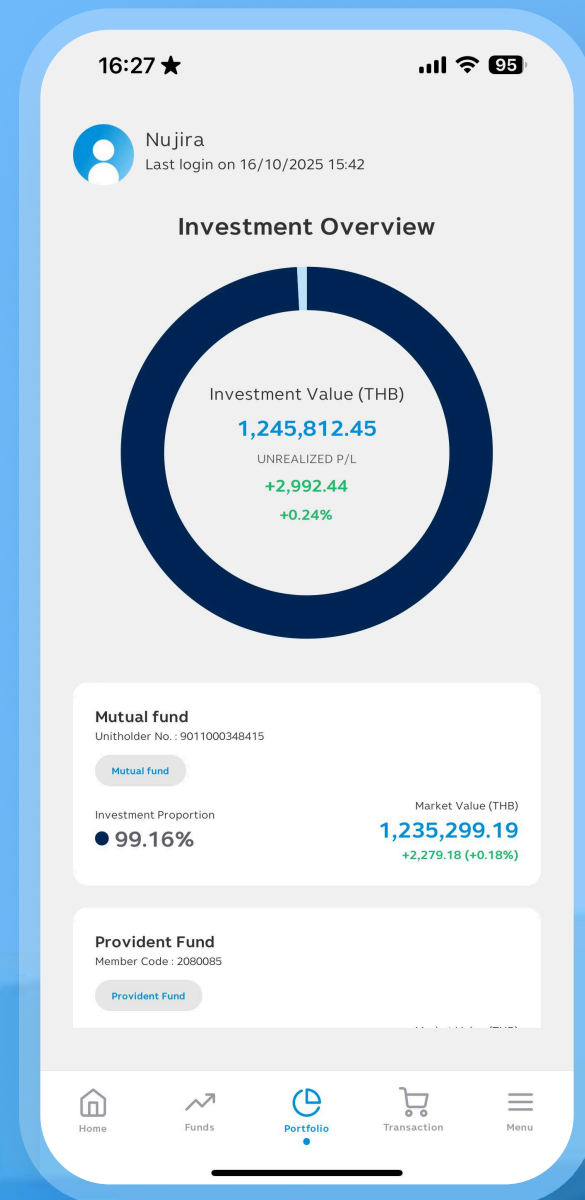 16:27
95
Nujira
Last login on 16/10/2025 15:42
Investment Overview
Investment Value (THB)
1,245,812.45
UNREALIZED P/L
+2,992.44
+0.24%
Mutual fund
Unitholder No. : 9011000348415
Mutual fund
Investment Proportion
Market Value (THB)
99.16%
1,235,299.19
+2,279.18 (+0.18%)
Provident Fund
Member Code : 2080085
Provident Fund
Home
Funds
Portfolio
Transaction
Menu